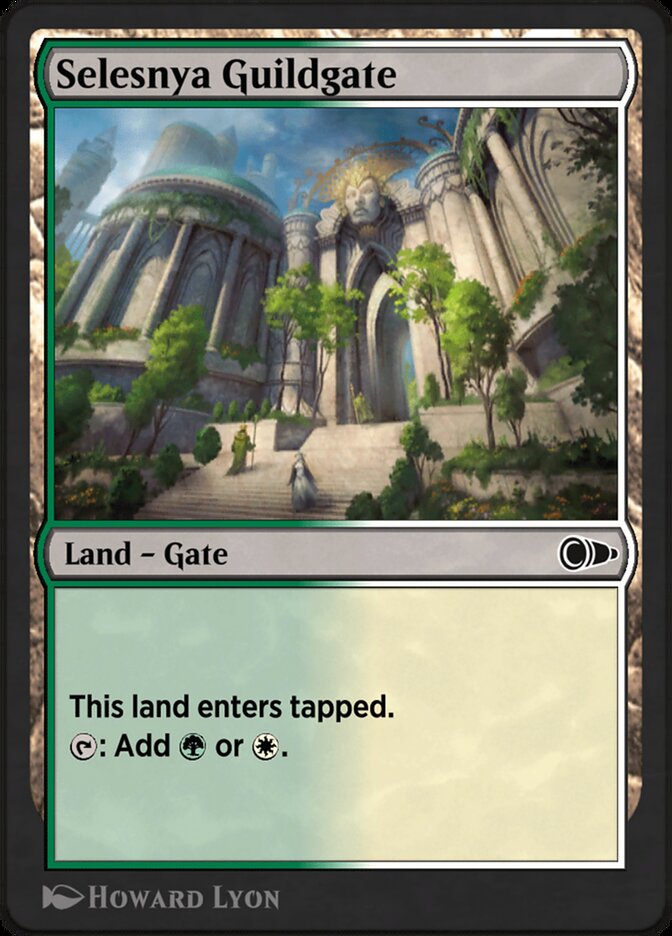 Selesnya Guildgate
Land – Gate
This land enters tapped.
: Add or .
Howard Lyon